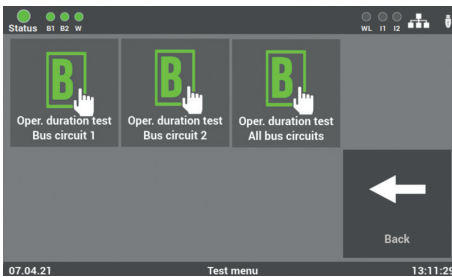 Status B1 B2 W WL I1 I2
B B B
Oper. duration test Oper. duration test Oper. duration test
Bus circuit 1 Bus circuit 2 All bus circuits
Back
07.04.21 Test menu 13:11:29